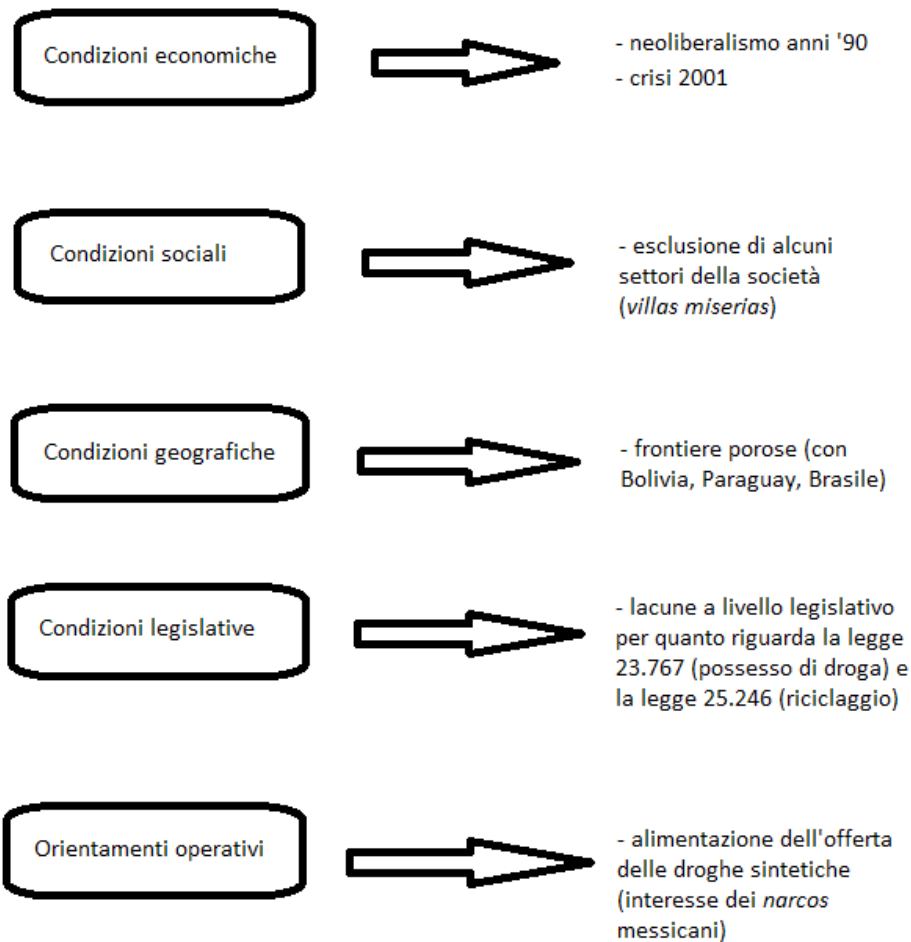 Condizioni economiche
- neoliberalismo anni '90
- crisi 2001
Condizioni sociali
- esclusione di alcuni
settori della società
(villas miserias)
Condizioni geografiche
- frontiere porose (con
Bolivia, Paraguay, Brasile)
Condizioni legislative
- lacune a livello legislativo
per quanto riguarda la legge
23.767 (possesso di droga) e
la legge 25.246 (riciclaggio)
Orientamenti operativi
- alimentazione dell'offerta
delle droghe sintetiche
(interesse dei narcos
messicani)